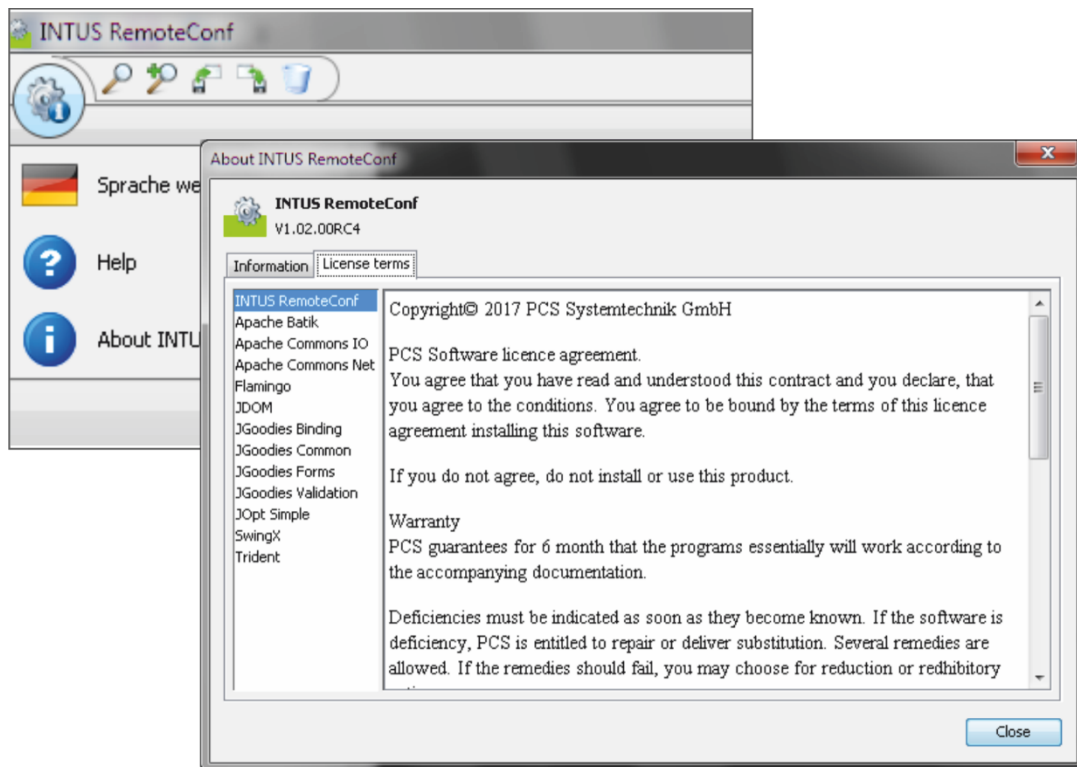 INTUS RemoteConf
Sprache we
Help
About INTU
About INTUS RemoteConf
INTUS RemoteConf
V1.02.00RC4
Information
License terms
INTUS RemoteConf
Apache Batik
Apache Commons IO
Apache Commons Net
Flamingo
JDOM
JGoodies Binding
JGoodies Common
JGoodies Forms
JGoodies Validation
JOpt Simple
SwingX
Trident
Copyright© 2017 PCS Systemtechnik GmbH
PCS Software licence agreement.
You agree that you have read and understood this contract and you declare, that
you agree to the conditions. You agree to be bound by the terms of this licence
agreement installing this software.
If you do not agree, do not install or use this product.
Warranty
PCS guarantees for 6 month that the programs essentially will work according to
the accompanying documentation.
Deficiencies must be indicated as soon as they become known. If the software is
deficiency, PCS is entitled to repair or deliver substitution. Several remedies are
allowed. If the remedies should fail, you may choose for reduction or redhibitory
Close